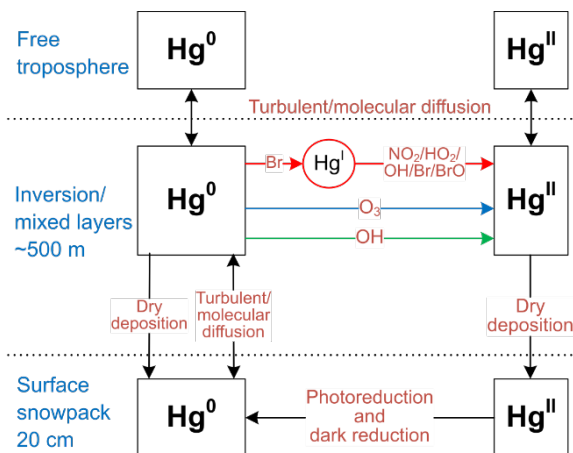 Free
troposphere
Hg⁰
Hgᴵᴵ
Turbulent/molecular diffusion
Inversion/
mixed layers
~500 m
Hg⁰
Br
Hgᴵ
NO₂/HO₂/
OH/Br/BrO
O₃
OH
Hgᴵᴵ
Dry
deposition
Turbulent/
molecular
diffusion
Dry
deposition
Surface
snowpack
20 cm
Hg⁰
Photoreduction
and
dark reduction
Hgᴵᴵ